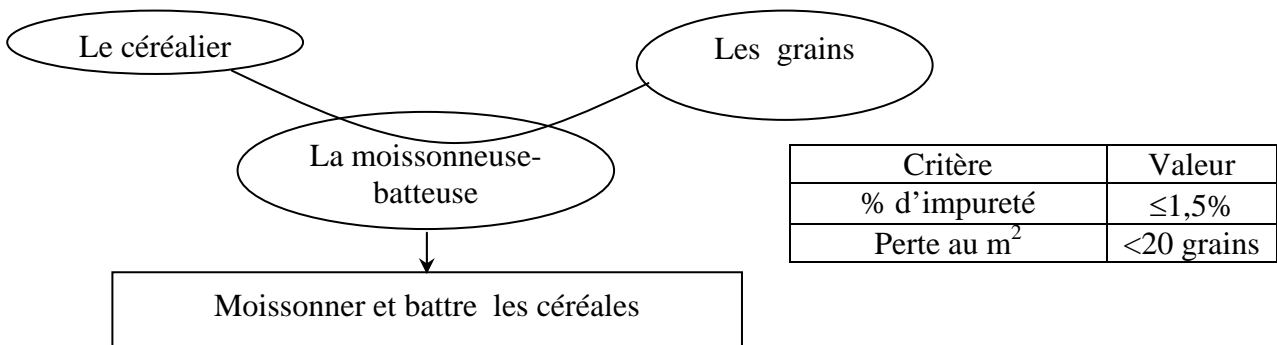 Le céréalier
Les grains
La moissonneuse-
batteuse
Critère Valeur
% d'impureté ≤1,5%
Perte au m² <20 grains
Moissonner et battre les céréales